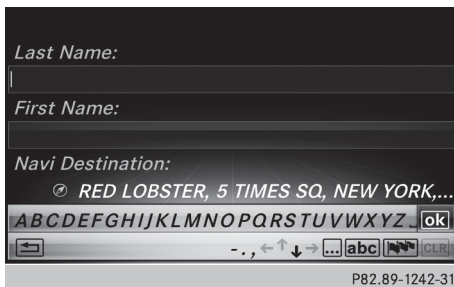 Last Name:
First Name:
Navi Destination:
RED LOBSTER, 5 TIMES SQ, NEW YORK,...
ABCDEFGHIJKLMNOPQRSTUVWXYZ_ ok
-.,←↑↓→... abc CLR
P82.89-1242-31